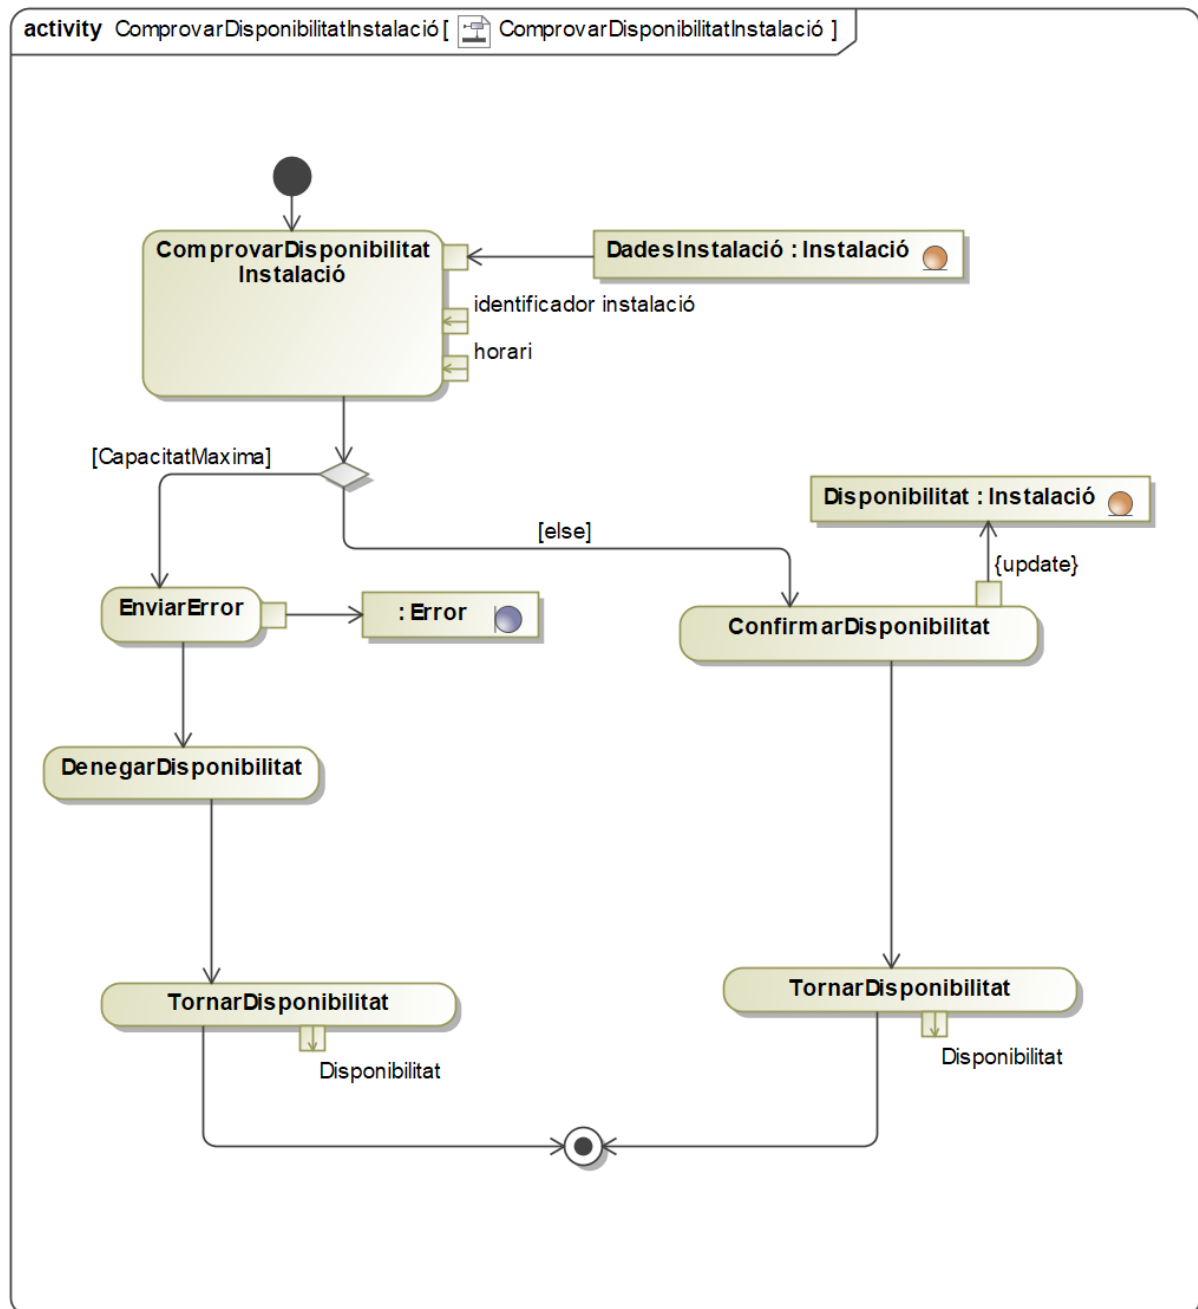 activity ComprovarDisponibilitatInstalació[ ComprovarDisponibilitatInstalació ]
ComprovarDisponibilitat
Instalació
DadesInstalació : Instalació
identificador instalació
horari
[CapacitatMaxima]
Disponibilitat : Instalació
[else]
{update}
EnviarError
: Error
ConfirmarDisponibilitat
DenegarDisponibilitat
TornarDisponibilitat
Disponibilitat
TornarDisponibilitat
Disponibilitat